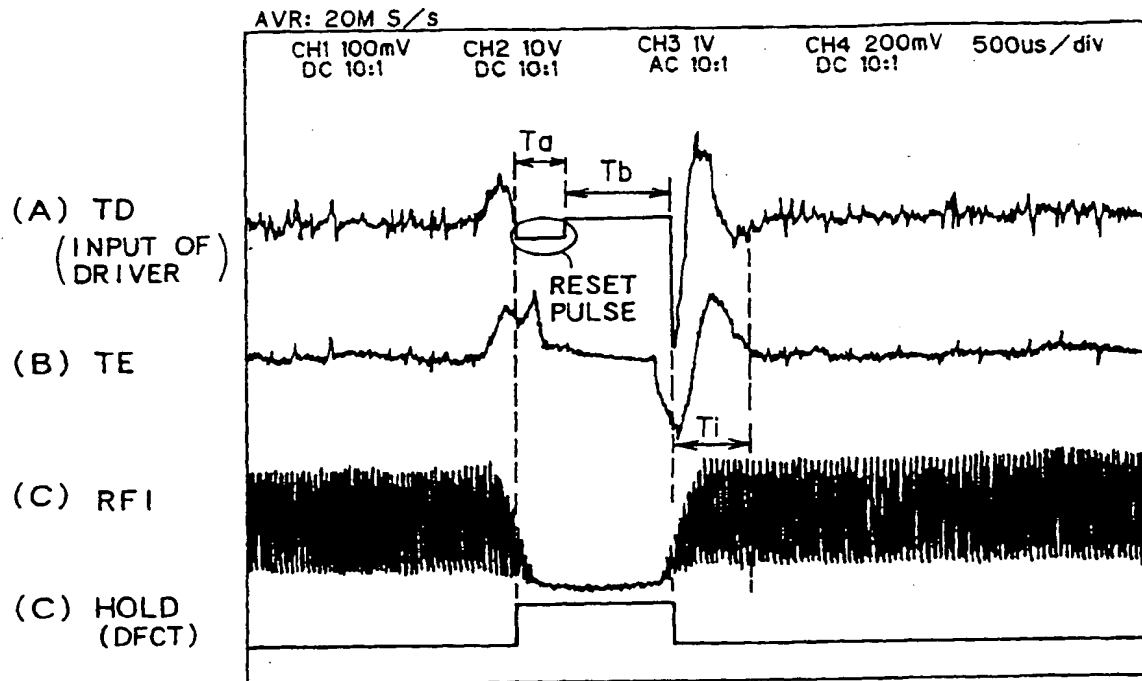 AVR: 20M S/s
CH1 100mV CH2 10V CH3 1V CH4 200mV 500us/div
DC 10:1 DC 10:1 AC 10:1 DC 10:1
Ta
Tb
(A) TD
(INPUT OF
DRIVER)
RESET
PULSE
(B) TE
Ti
(C) RFI
(C) HOLD
(DFCT)